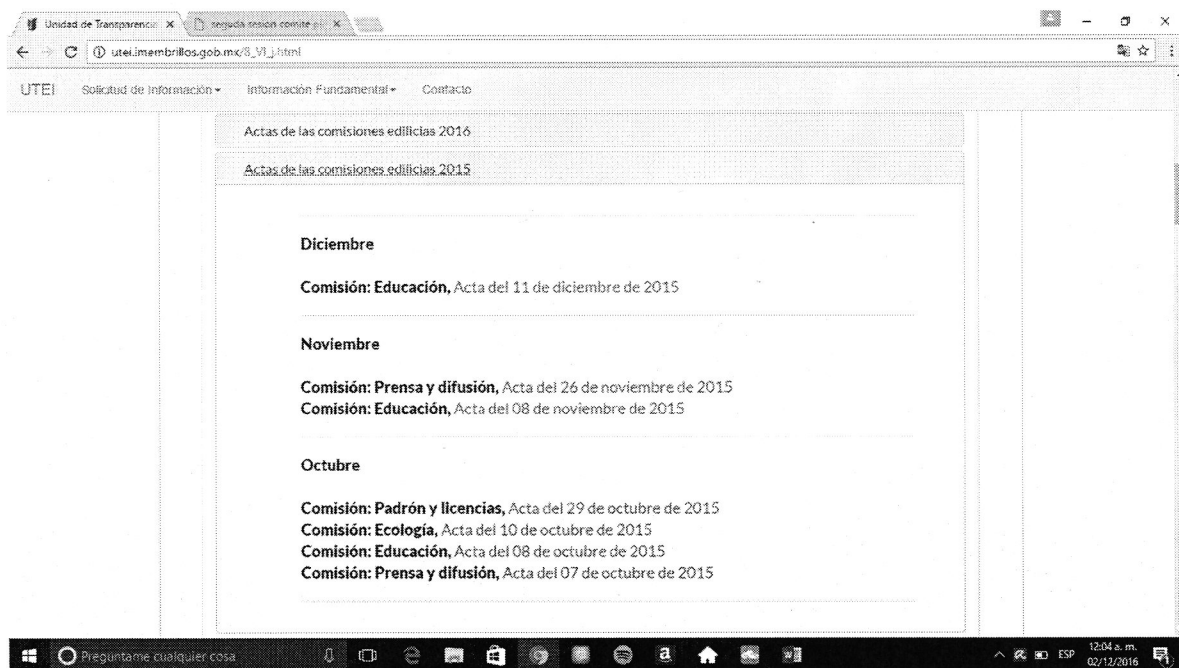 Unidad de Transparencia
seguda sesion comite
utei.imembrillos.gob.mx/8_VI_j.html
UTEI Solicitud de Información Información Fundamental Contacto
Actas de las comisiones edilicias 2016
Actas de las comisiones edilicias 2015
Diciembre
Comisión: Educación, Acta del 11 de diciembre de 2015
Noviembre
Comisión: Prensa y difusión, Acta del 26 de noviembre de 2015
Comisión: Educación, Acta del 08 de noviembre de 2015
Octubre
Comisión: Padrón y licencias, Acta del 29 de octubre de 2015
Comisión: Ecología, Acta del 10 de octubre de 2015
Comisión: Educación, Acta del 08 de octubre de 2015
Comisión: Prensa y difusión, Acta del 07 de octubre de 2015
Pregúntame cualquier cosa
ESP
12:04 a. m.
02/12/2016